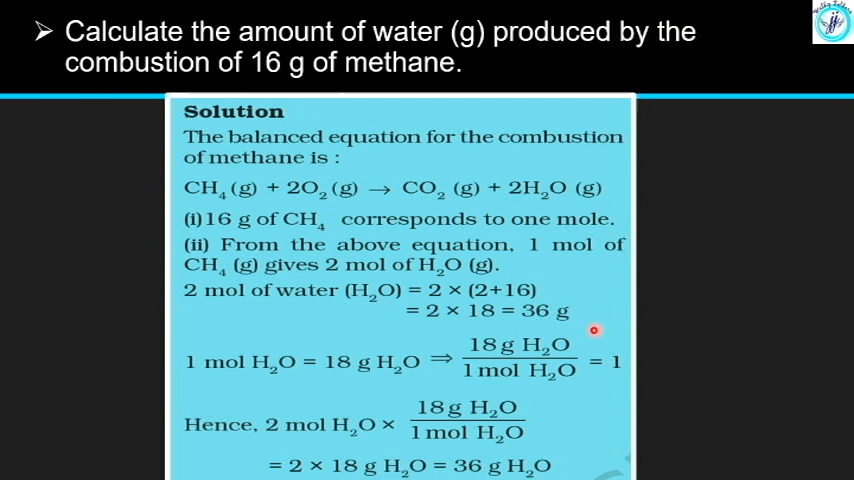 ➤ Calculate the amount of water (g) produced by the
combustion of 16 g of methane.
Solution
The balanced equation for the combustion
of methane is :
CH₄ (g) + 2O₂ (g) → CO₂ (g) + 2H₂O (g)
(i)16 g of CH₄ corresponds to one mole.
(ii) From the above equation, 1 mol of
CH₄ (g) gives 2 mol of H₂O (g).
2 mol of water (H₂O) = 2 × (2+16)
= 2 × 18 = 36 g
1 mol H₂O = 18 g H₂O ⇒ 18 g H₂O / 1 mol H₂O = 1
Hence, 2 mol H₂O × 18 g H₂O / 1 mol H₂O
= 2 × 18 g H₂O = 36 g H₂O